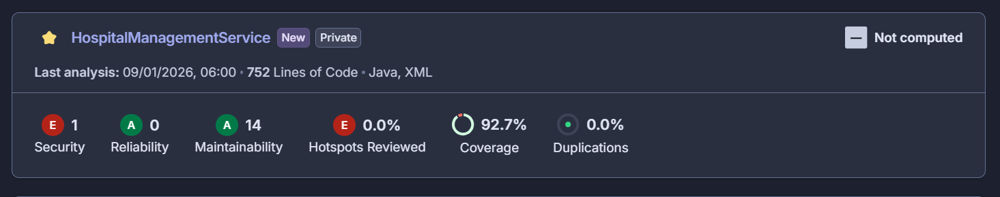 HospitalManagementService New Private — Not computed
Last analysis: 09/01/2026, 06:00 • 752 Lines of Code • Java, XML
E 1 A 0 A 14 E 0.0% 92.7% 0.0%
Security Reliability Maintainability Hotspots Reviewed Coverage Duplications